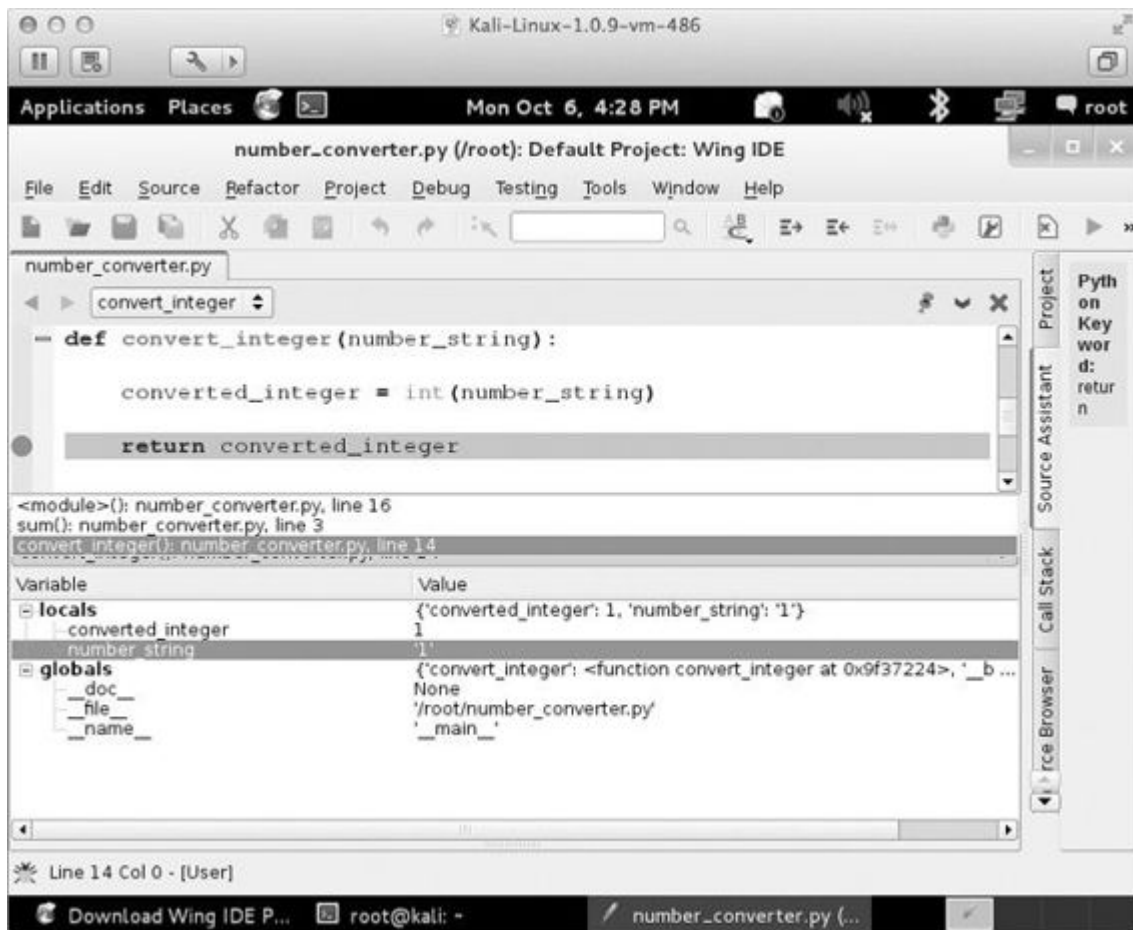 Kali-Linux-1.0.9-vm-486
Applications Places Mon Oct 6, 4:28 PM root
number_converter.py (/root): Default Project: Wing IDE
File Edit Source Refactor Project Debug Testing Tools Window Help
number_converter.py
convert_integer
def convert_integer(number_string):
converted_integer = int(number_string)
return converted_integer
<module>(): number_converter.py, line 16
sum(): number_converter.py, line 3
convert_integer(): number_converter.py, line 14
Variable Value
locals {'converted_integer': 1, 'number_string': '1'}
converted_integer 1
number_string '1'
globals {'convert_integer': <function convert_integer at 0x9f37224>, '__b ...
__doc__ None
__file__ '/root/number_converter.py'
__name__ '__main__'
Project
Source Assistant
Call Stack
rce Browser
Pyth
on
Key
wor
d:
retur
n
Line 14 Col 0 - [User]
Download Wing IDE P... root@kali: ~ number_converter.py (...